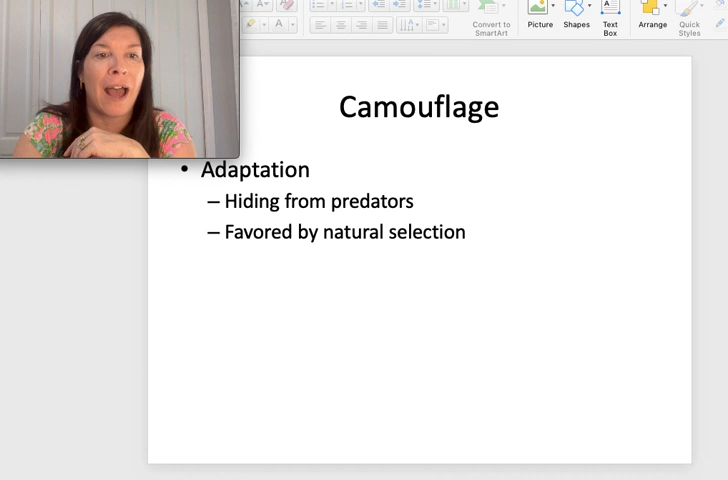 Convert to
SmartArt
Picture
Shapes
Text
Box
Arrange
Quick
Styles
Camouflage
• Adaptation
– Hiding from predators
– Favored by natural selection